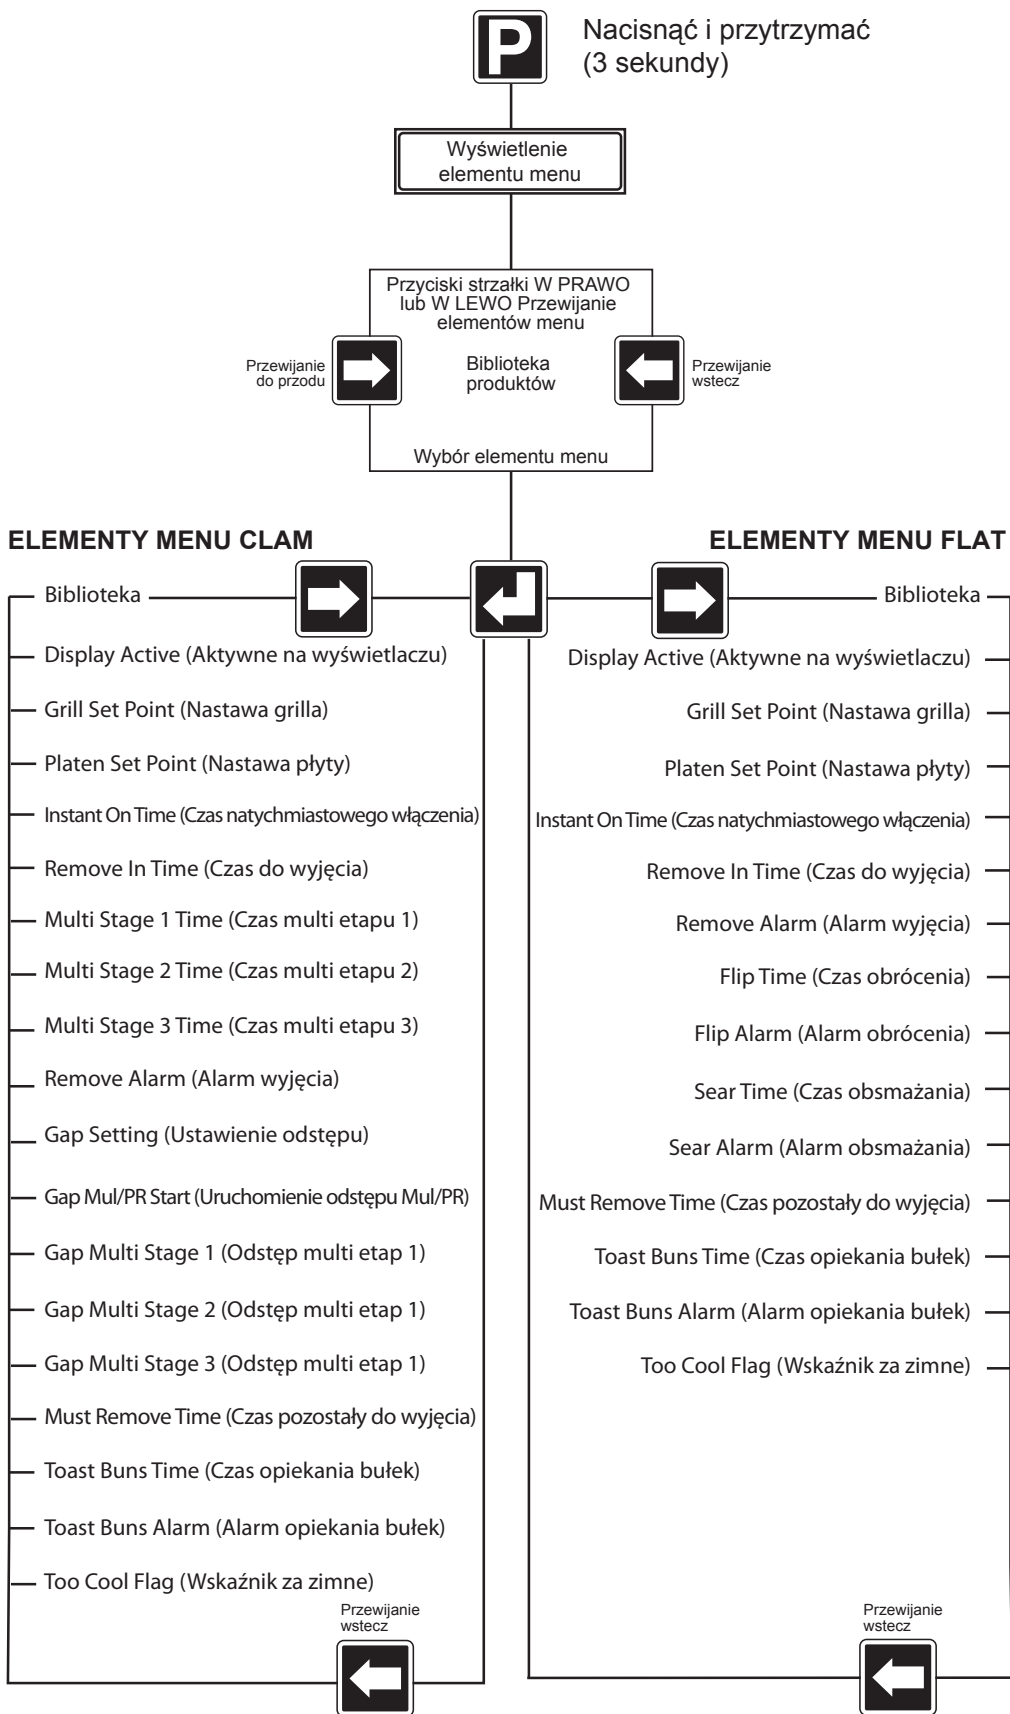 P
Nacisnąć i przytrzymać
(3 sekundy)
Wyświetlenie
elementu menu
Przyciski strzałki W PRAWO
lub W LEWO Przewijanie
elementów menu
Przewijanie
do przodu
Biblioteka
produktów
Przewijanie
wstecz
Wybór elementu menu
ELEMENTY MENU CLAM
Biblioteka
Display Active (Aktywne na wyświetlaczu)
Grill Set Point (Nastawa grilla)
Platen Set Point (Nastawa płyty)
Instant On Time (Czas natychmiastowego włączenia)
Remove In Time (Czas do wyjęcia)
Multi Stage 1 Time (Czas multi etapu 1)
Multi Stage 2 Time (Czas multi etapu 2)
Multi Stage 3 Time (Czas multi etapu 3)
Remove Alarm (Alarm wyjęcia)
Gap Setting (Ustawienie odstępu)
Gap Mul/PR Start (Uruchomienie odstępu Mul/PR)
Gap Multi Stage 1 (Odstęp multi etap 1)
Gap Multi Stage 2 (Odstęp multi etap 1)
Gap Multi Stage 3 (Odstęp multi etap 1)
Must Remove Time (Czas pozostały do wyjęcia)
Toast Buns Time (Czas opiekania bułek)
Toast Buns Alarm (Alarm opiekania bułek)
Too Cool Flag (Wskaźnik za zimne)
Przewijanie
wstecz
ELEMENTY MENU FLAT
Biblioteka
Display Active (Aktywne na wyświetlaczu)
Grill Set Point (Nastawa grilla)
Platen Set Point (Nastawa płyty)
Instant On Time (Czas natychmiastowego włączenia)
Remove In Time (Czas do wyjęcia)
Remove Alarm (Alarm wyjęcia)
Flip Time (Czas obrócenia)
Flip Alarm (Alarm obrócenia)
Sear Time (Czas obsmażania)
Sear Alarm (Alarm obsmażania)
Must Remove Time (Czas pozostały do wyjęcia)
Toast Buns Time (Czas opiekania bułek)
Toast Buns Alarm (Alarm opiekania bułek)
Too Cool Flag (Wskaźnik za zimne)
Przewijanie
wstecz